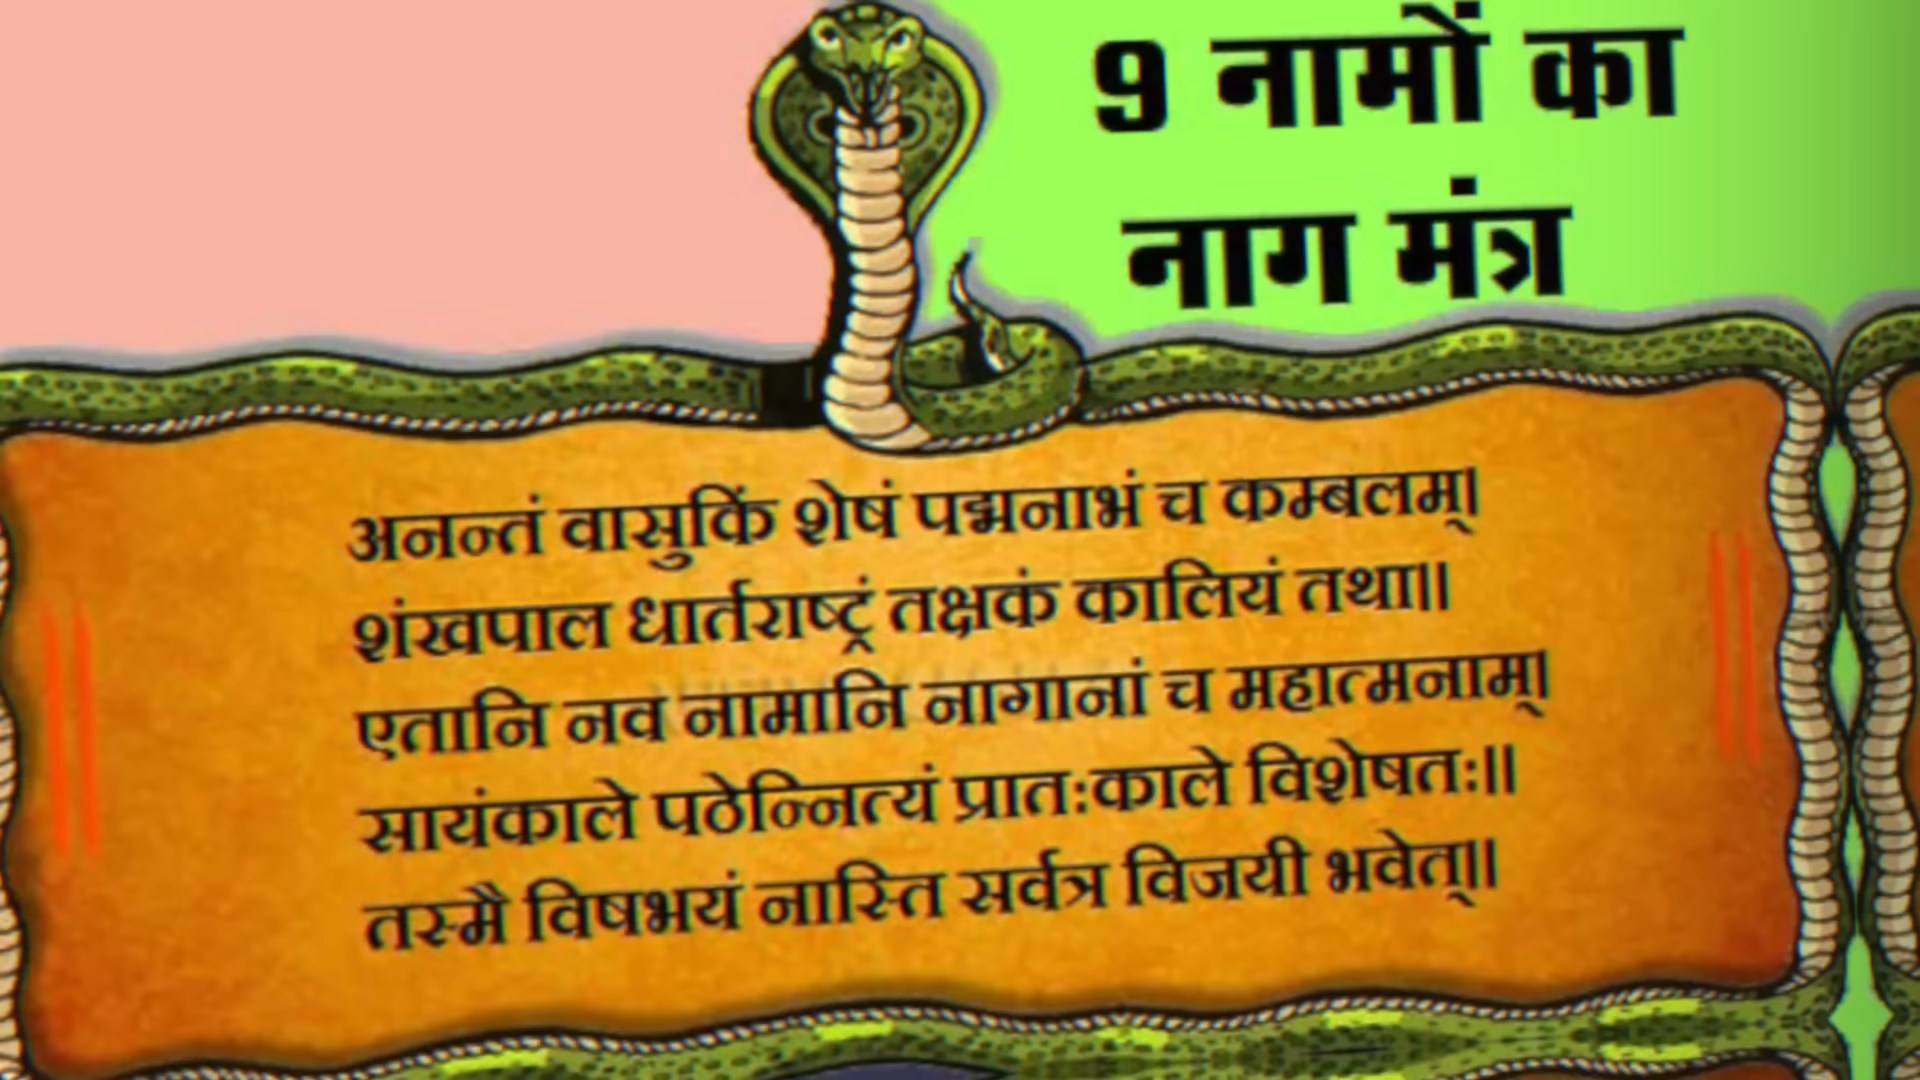 9 नामों का
नाग मंत्र
अनन्तं वासुकिं शेषं पद्मनाभं च कम्बलम्।
शंखपाल धार्तराष्ट्रं तक्षकं कालियं तथा।।
एतानि नव नामानि नागानां च महात्मनाम्।
सायंकाले पठेन्नित्यं प्रातःकाले विशेषतः।।
तस्मै विषभयं नास्ति सर्वत्र विजयी भवेत्।।